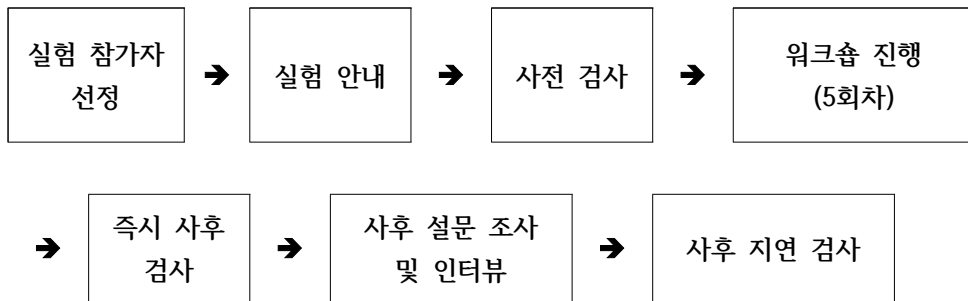 실험 참가자
선정
➔
실험 안내
➔
사전 검사
➔
워크숍 진행
(5회차)
➔
즉시 사후
검사
➔
사후 설문 조사
및 인터뷰
➔
사후 지연 검사